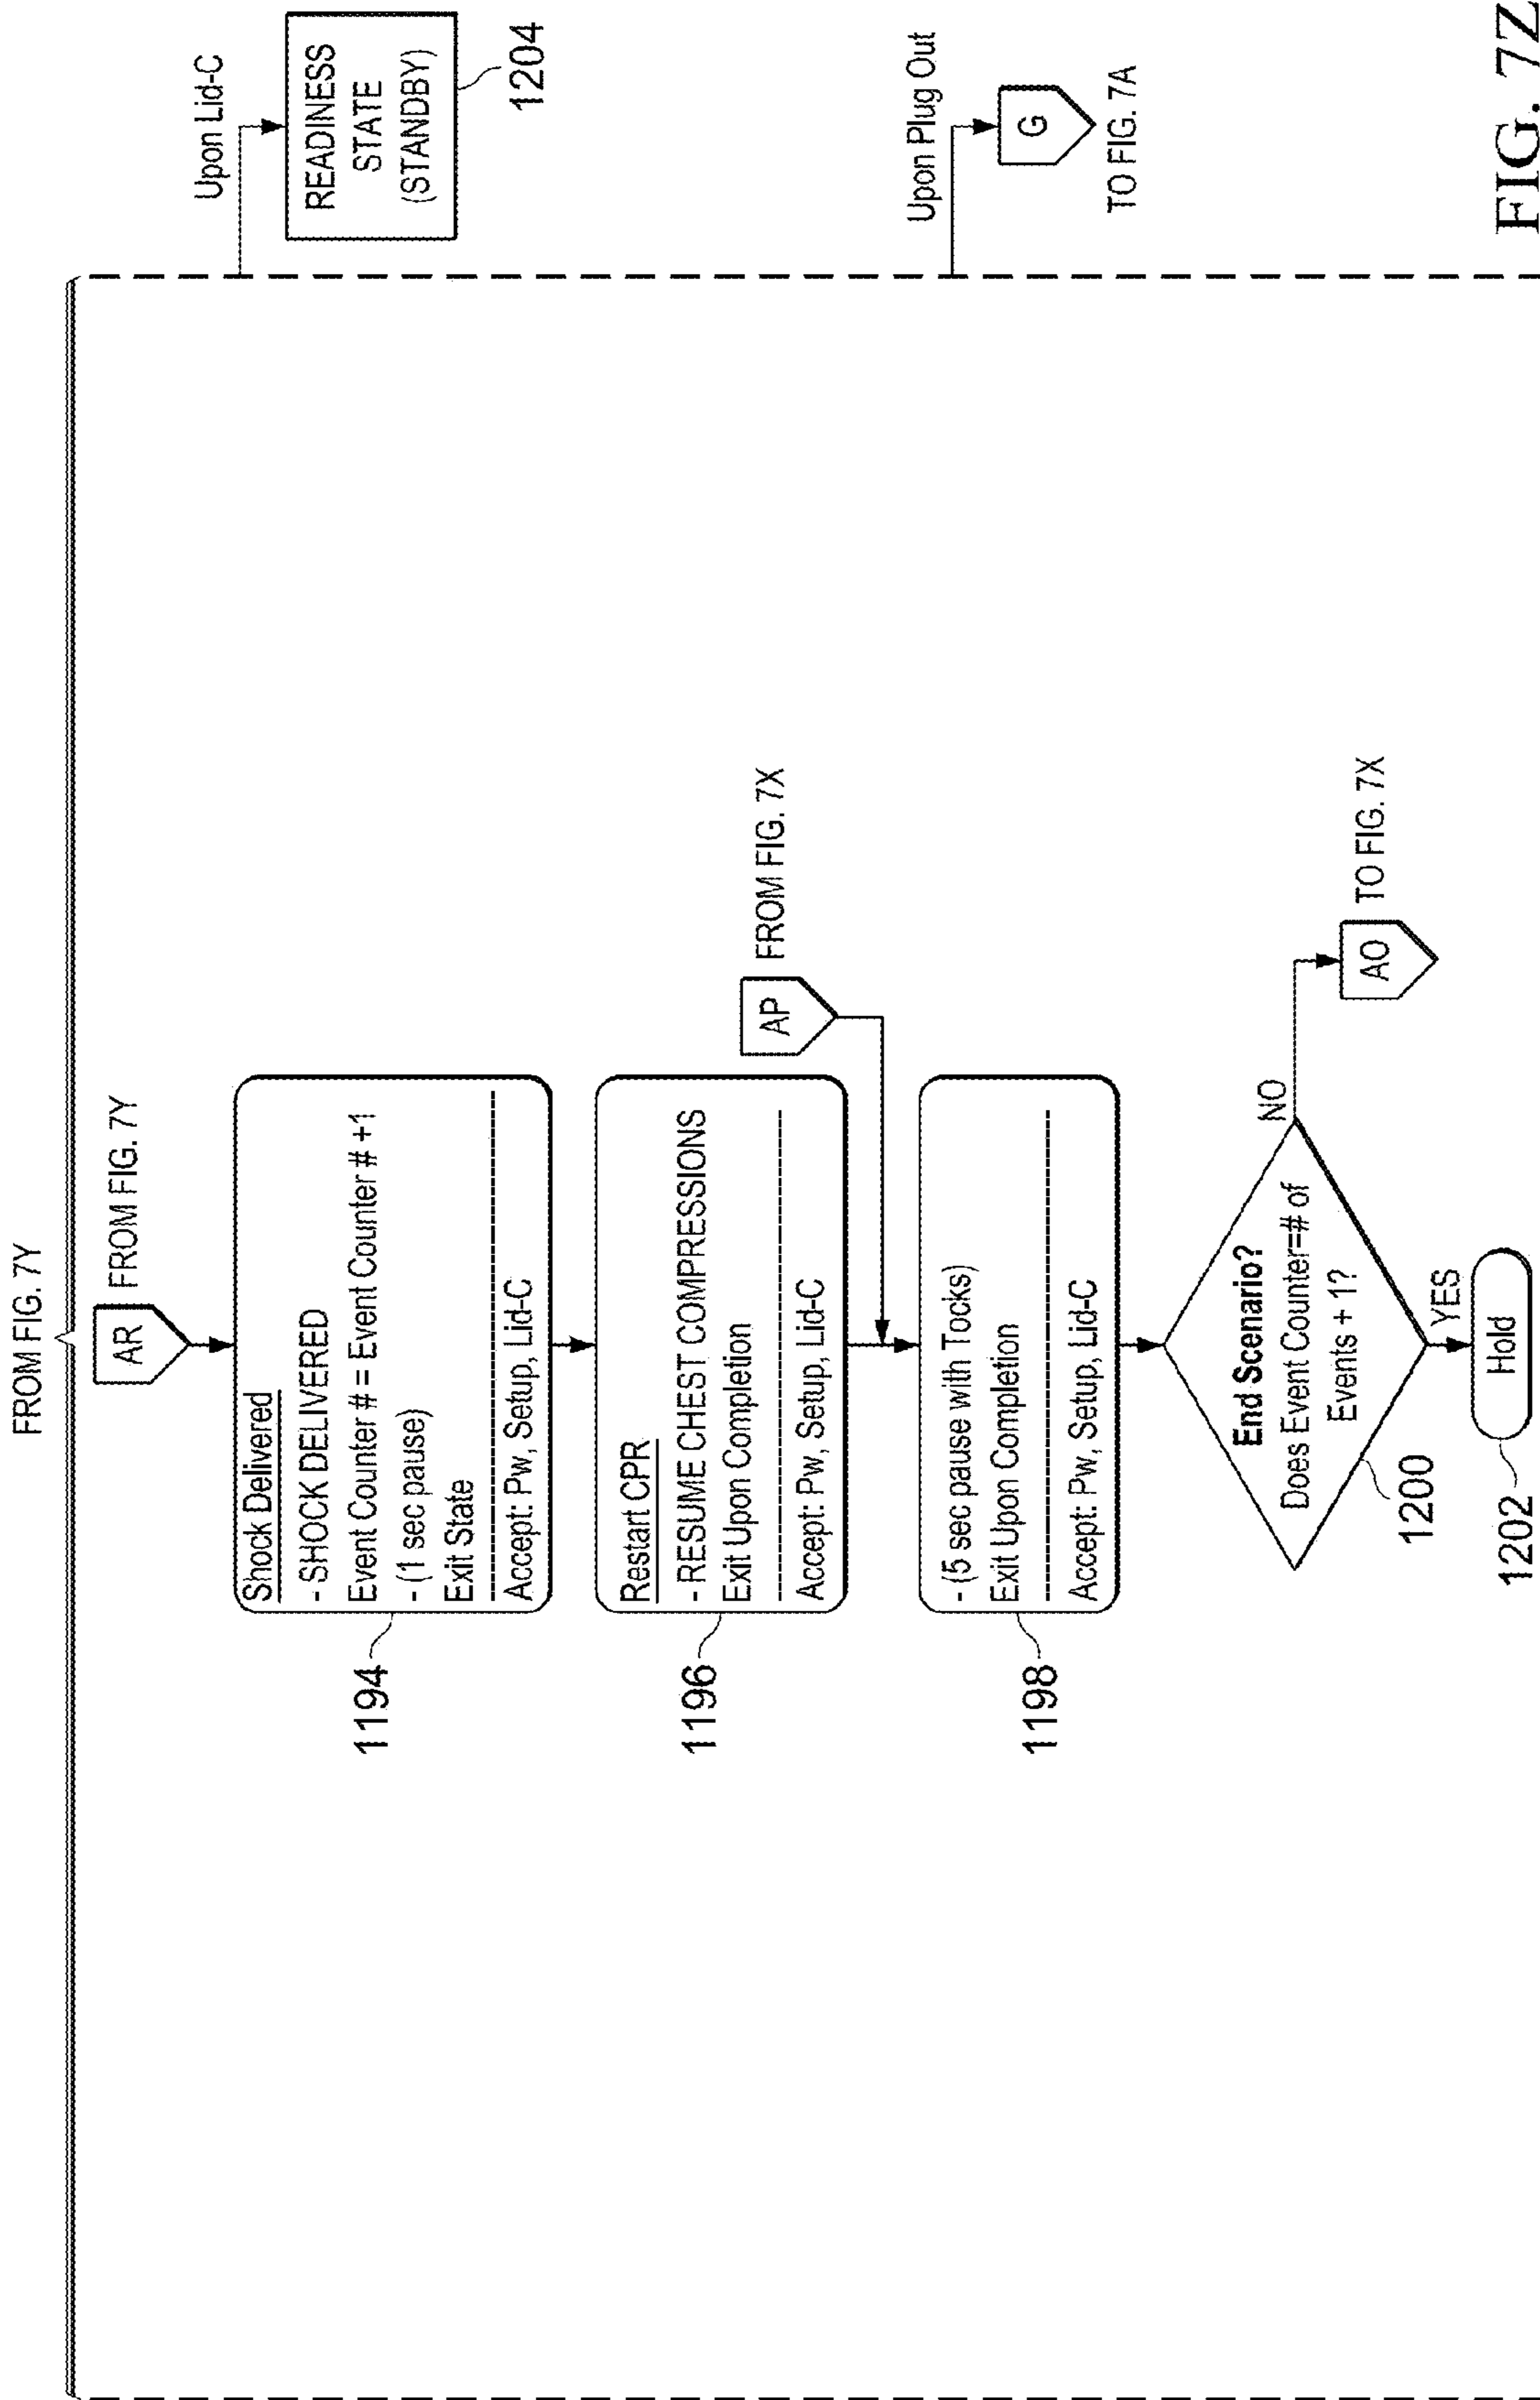 FROM FIG. 7Y
AR
FROM FIG. 7Y
Upon Lid-C
READINESS
STATE
(STANDBY)
1204
Shock Delivered
- SHOCK DELIVERED
Event Counter # = Event Counter # +1
- (1 sec pause)
Exit State
Accept: Pw, Setup, Lid-C
1194
Restart CPR
- RESUME CHEST COMPRESSIONS
Exit Upon Completion
Accept: Pw, Setup, Lid-C
1196
AP
FROM FIG. 7X
- (5 sec pause with Tocks)
Exit Upon Completion
Accept: Pw, Setup, Lid-C
1198
Upon Plug Out
G
TO FIG. 7A
End Scenario?
Does Event Counter=# of
Events + 1?
1200
NO
AO
TO FIG. 7X
YES
Hold
1202
FIG. 7Z